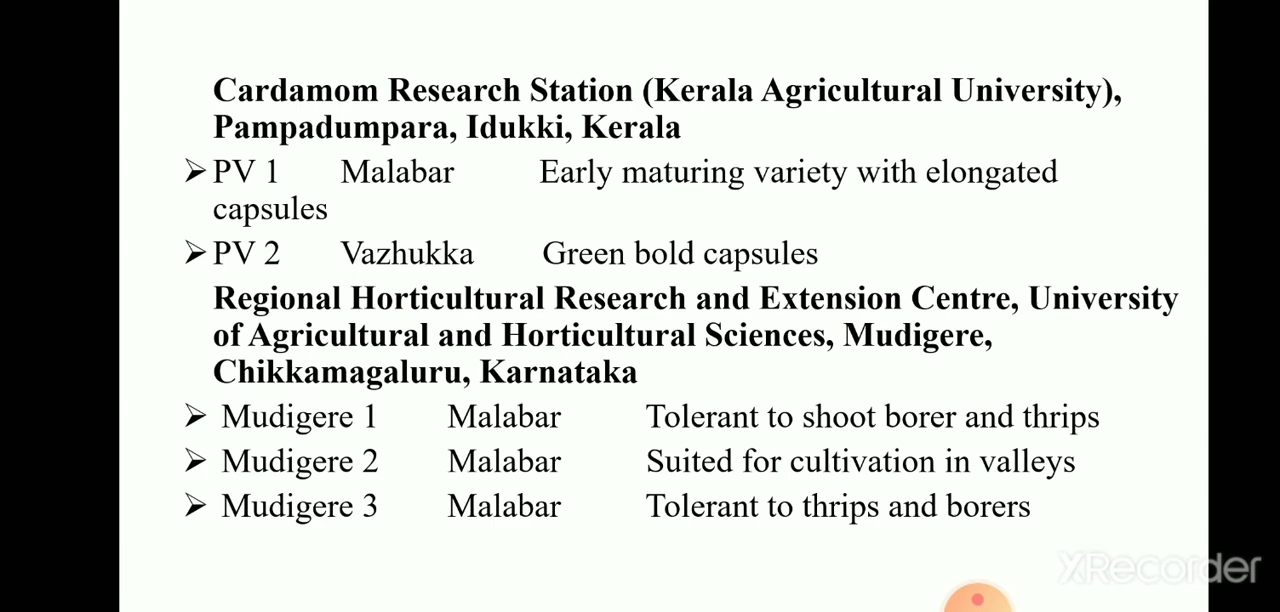 Cardamom Research Station (Kerala Agricultural University),
Pampadumpara, Idukki, Kerala
➢ PV 1 Malabar Early maturing variety with elongated
capsules
➢ PV 2 Vazhukka Green bold capsules
Regional Horticultural Research and Extension Centre, University
of Agricultural and Horticultural Sciences, Mudigere,
Chikkamagaluru, Karnataka
➢ Mudigere 1 Malabar Tolerant to shoot borer and thrips
➢ Mudigere 2 Malabar Suited for cultivation in valleys
➢ Mudigere 3 Malabar Tolerant to thrips and borers
XRecorder